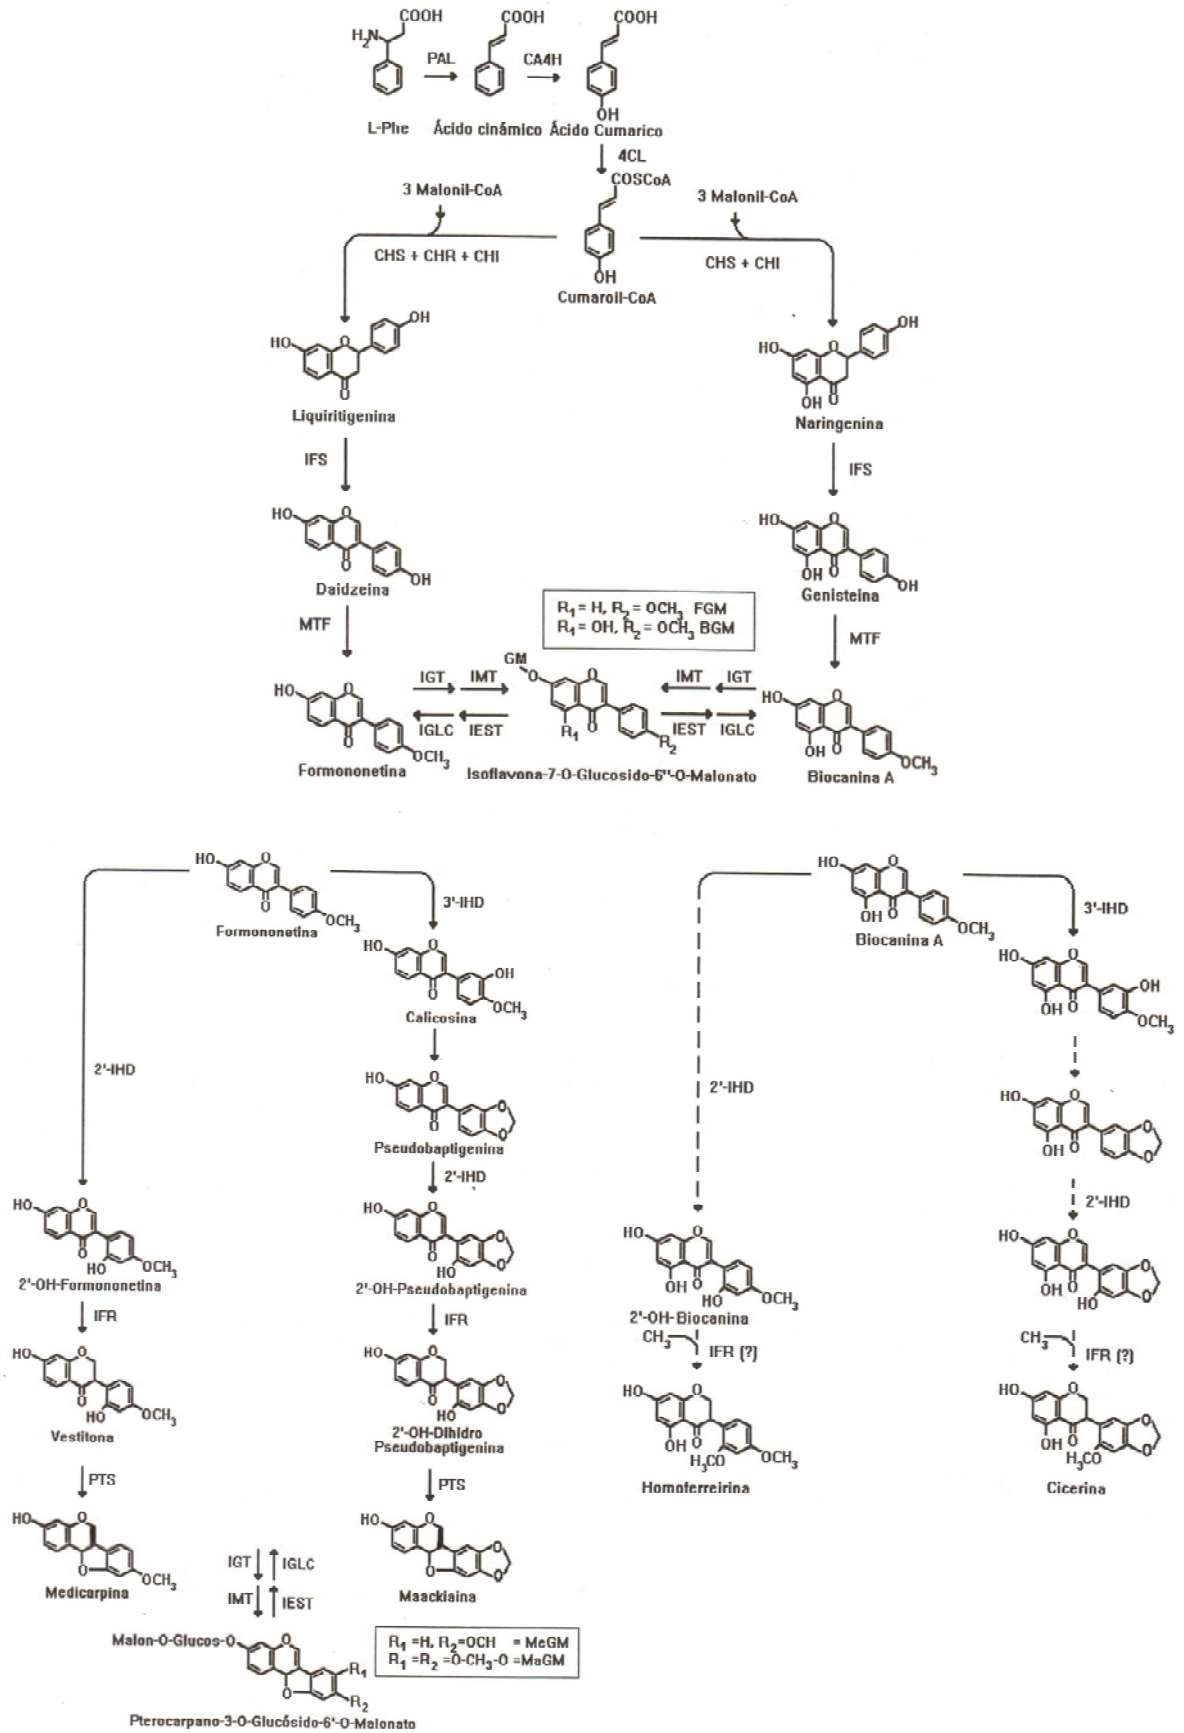 COOH
COOH
COOH
H2N
PAL
CA4H
OH
L-Phe
Ácido cinámico
Ácido Cumarico
4CL
COSCoA
3 Malonil-CoA
3 Malonil-CoA
CHS + CHR + CHI
CHS + CHI
OH
Cumaroil-CoA
HO
O
OH
O
Liquiritigenina
HO
O
OH
OH
O
Naringenina
IFS
IFS
HO
O
O
OH
Daidzeina
HO
O
OH
O
OH
Genisteina
R1 = H, R2 = OCH3 FGM
R1 = OH, R2 = OCH3 BGM
MTF
MTF
HO
O
O
OCH3
Formononetina
IGT
IMT
IGLC
IEST
GM
O
O
R1
O
R2
Isoflavona-7-O-Glucosido-6"-O-Malonato
IMT
IGT
IEST
IGLC
HO
O
OH
O
OCH3
Biocanina A
HO
O
O
OCH3
Formononetina
3'-IHD
HO
O
OH
O
OCH3
Calicosina
2'-IHD
HO
O
O
O
O
Pseudobaptigenina
2'-IHD
HO
O
O
HO
OCH3
2'-OH-Formononetina
HO
O
O
O
HO
O
2'-OH-Pseudobaptigenina
IFR
IFR
HO
O
O
HO
OCH3
Vestitona
HO
O
O
O
HO
O
2'-OH-Dihidro
Pseudobaptigenina
PTS
PTS
HO
O
O
OCH3
Medicarpina
HO
O
O
O
O
Maackiaina
IGT
IGLC
IMT
IEST
Malon-O-Glucos-O
O
R1
O
R2
R1 =H, R2=OCH = MeGM
R1 =R2 =O-CH3-O =MaGM
Pterocarpano-3-O-Glucósido-6'-O-Malonato
HO
O
OH
O
OCH3
Biocanina A
3'-IHD
HO
O
OH
OH
O
OCH3
2'-IHD
HO
O
O
OH
O
O
2'-IHD
HO
O
OH
O
HO
OCH3
2'-OH-Biocanina
HO
O
O
OH
O
HO
O
CH3
IFR (?)
CH3
IFR (?)
HO
O
OH
O
H3CO
OCH3
Homoferreirina
HO
O
O
OH
O
H3CO
O
Cicerina